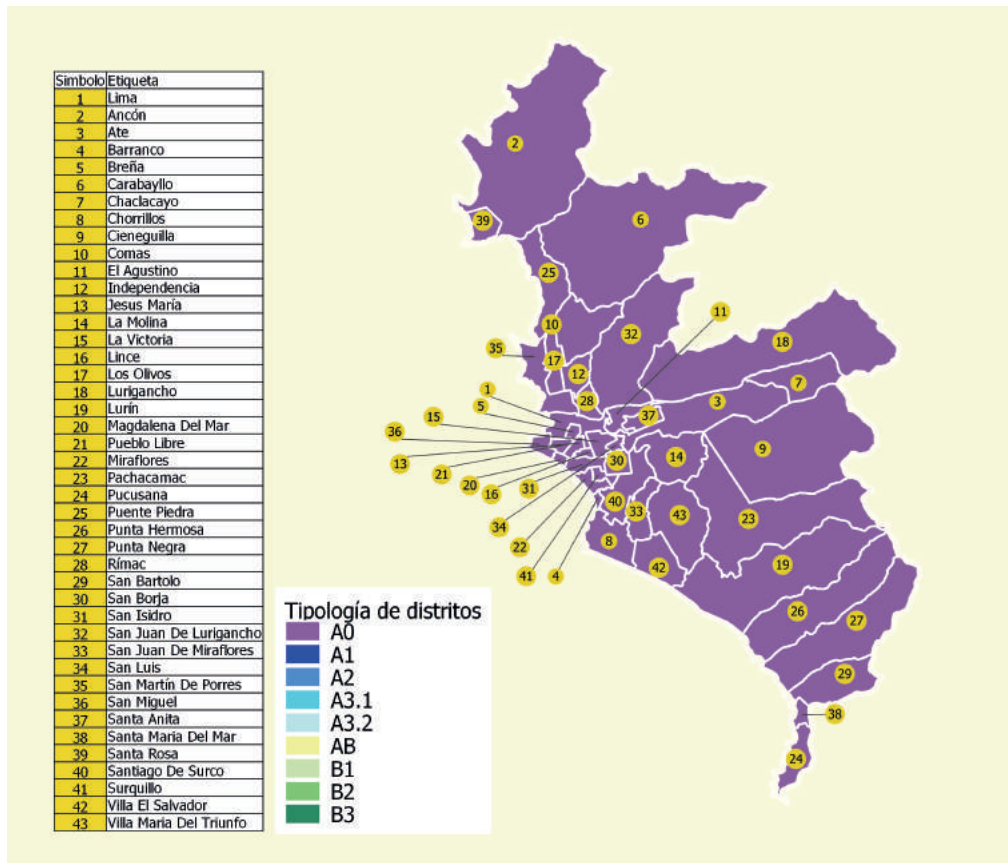 Simbolo Etiqueta
1 Lima
2 Ancón
3 Ate
4 Barranco
5 Breña
6 Carabayllo
7 Chaclacayo
8 Chorrillos
9 Cieneguilla
10 Comas
11 El Agustino
12 Independencia
13 Jesus María
14 La Molina
15 La Victoria
16 Lince
17 Los Olivos
18 Lurigancho
19 Lurín
20 Magdalena Del Mar
21 Pueblo Libre
22 Miraflores
23 Pachacamac
24 Pucusana
25 Puente Piedra
26 Punta Hermosa
27 Punta Negra
28 Rímac
29 San Bartolo
30 San Borja
31 San Isidro
32 San Juan De Lurigancho
33 San Juan De Miraflores
34 San Luis
35 San Martín De Porres
36 San Miguel
37 Santa Anita
38 Santa Maria Del Mar
39 Santa Rosa
40 Santiago De Surco
41 Surquillo
42 Villa El Salvador
43 Villa Maria Del Triunfo
Tipología de distritos
A0
A1
A2
A3.1
A3.2
AB
B1
B2
B3
2
39
6
25
11
10
32
18
35
17
12
7
28
3
1
37
5
15
36
30
14
9
13
21
20
16
31
40
33
43
23
34
8
22
42
19
41
4
26
27
29
38
24